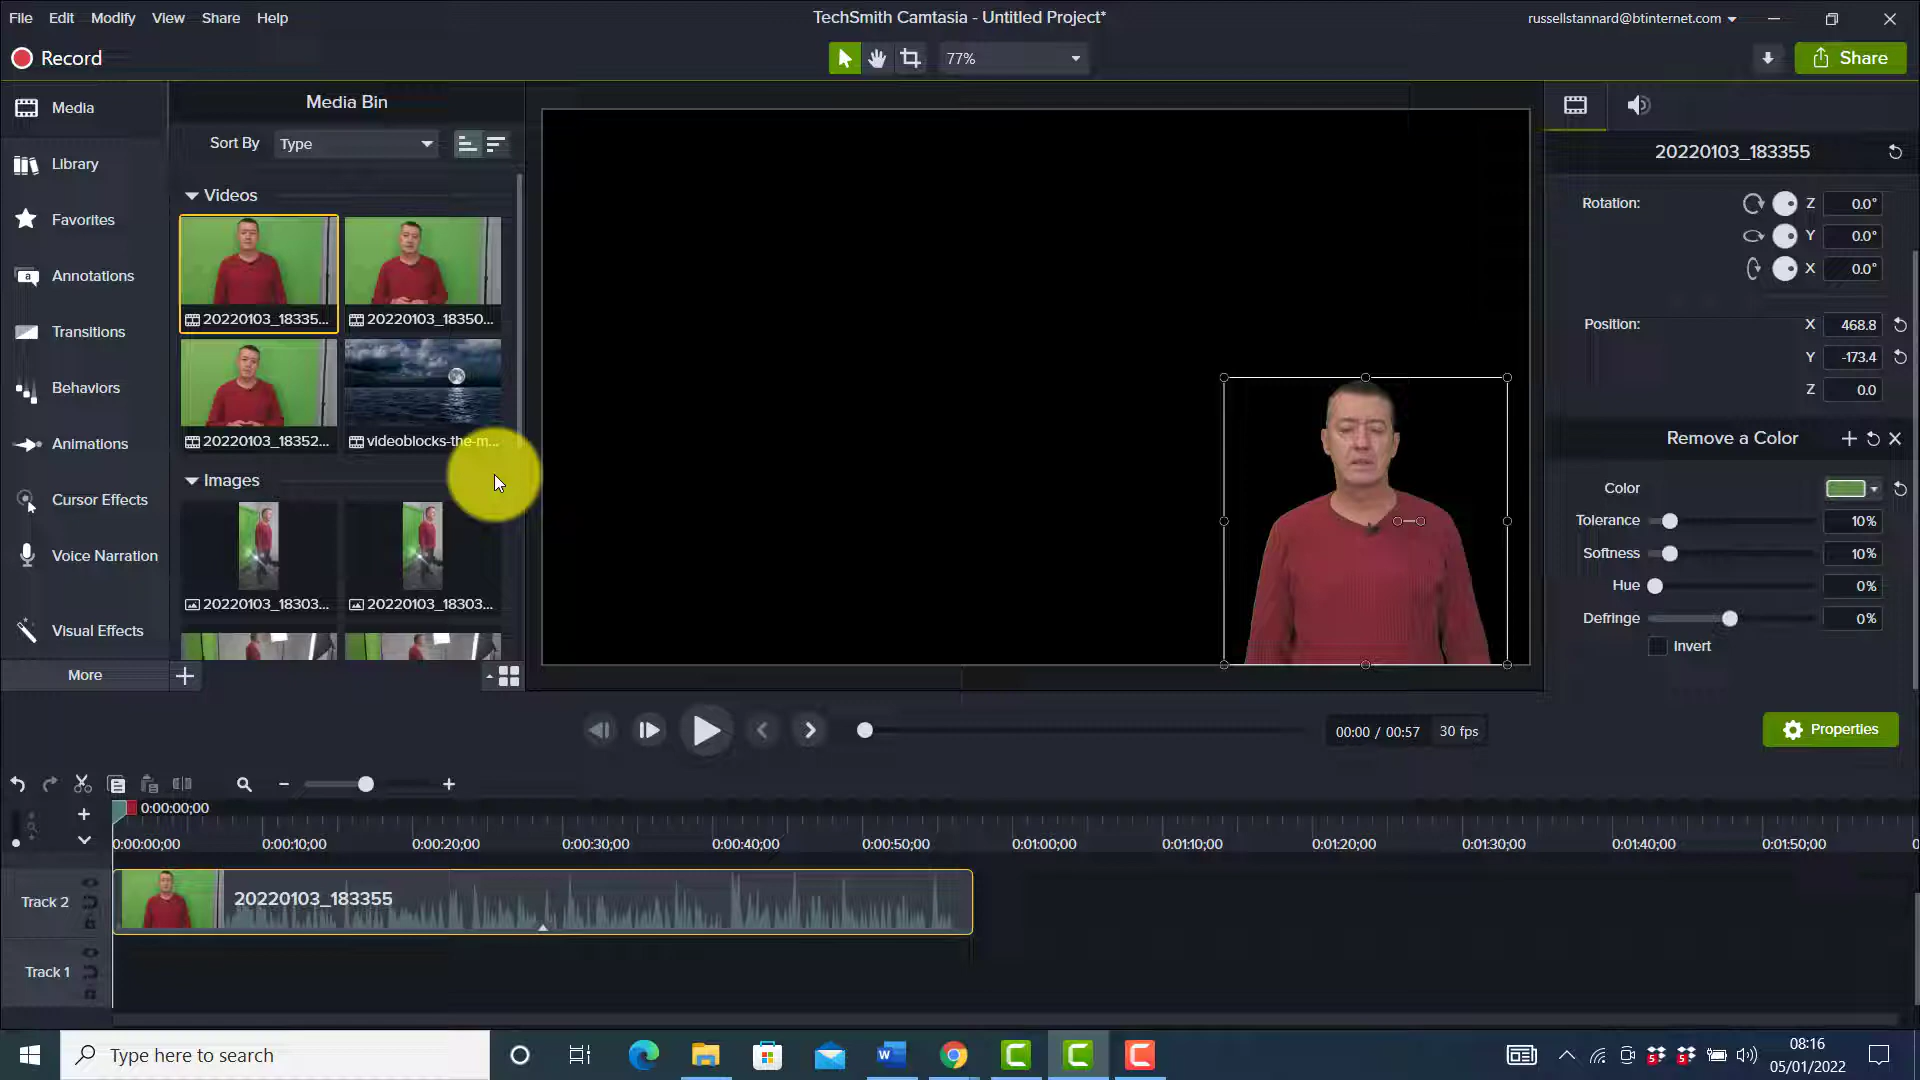 File Edit Modify View Share Help
TechSmith Camtasia - Untitled Project*
russellstannard@btinternet.com
Record
77%
Share
Media
Library
Favorites
Annotations
Transitions
Behaviors
Animations
Cursor Effects
Voice Narration
Visual Effects
More
Media Bin
Sort By Type
Videos
20220103_18335... 20220103_18350...
20220103_18352... videoblocks-the-m...
Images
20220103_18303... 20220103_18303...
20220103_183355
Rotation: Z 0.0°
Y 0.0°
X 0.0°
Position: X 468.8
Y -173.4
Z 0.0
Remove a Color
Color
Tolerance 10%
Softness 10%
Hue 0%
Defringe 0%
Invert
00:00 / 00:57 30 fps
Properties
0:00:00;00
0:00:00;00 0:00:10;00 0:00:20;00 0:00:30;00 0:00:40;00 0:00:50;00 0:01:00;00 0:01:10;00 0:01:20;00 0:01:30;00 0:01:40;00 0:01:50;00
Track 2
20220103_183355
Track 1
Type here to search
08:16
05/01/2022